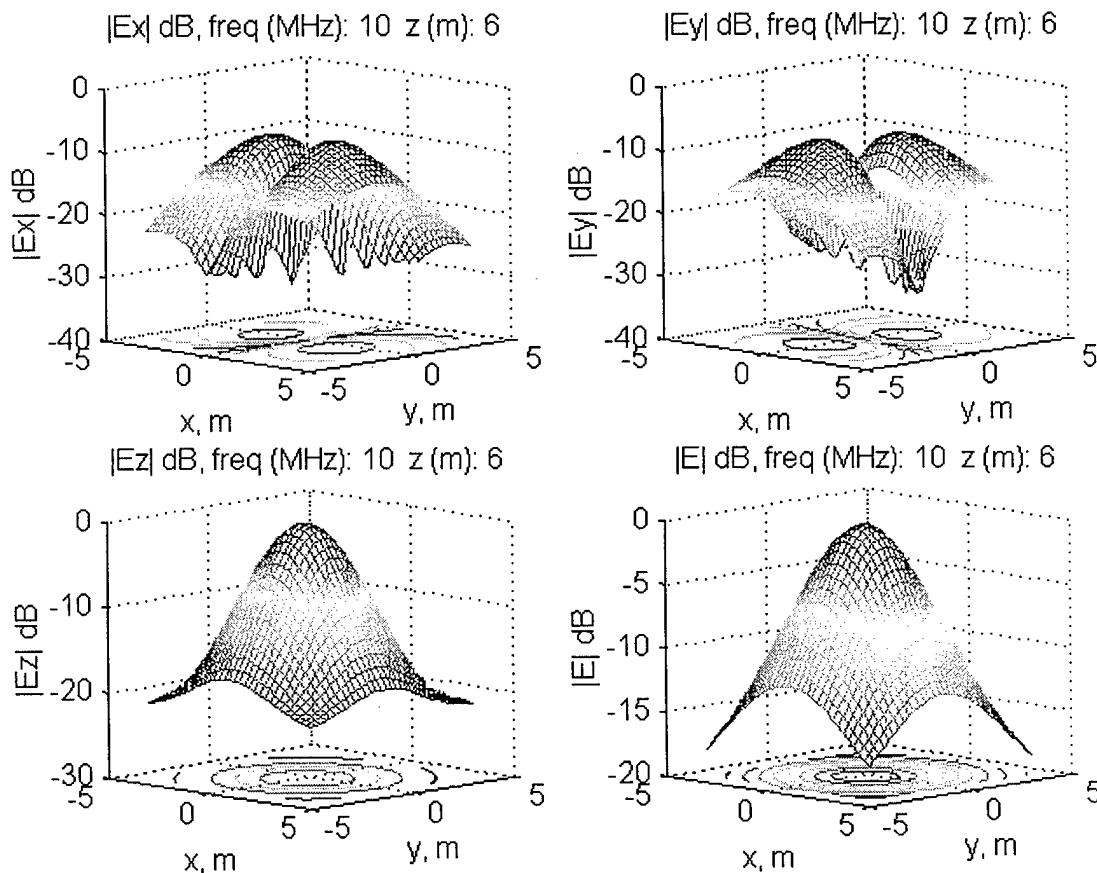 |Ex| dB, freq (MHz): 10 z (m): 6
|Ex| dB
0
-10
-20
-30
-40
-5
0
5
-5
0
5
x, m
y, m
|Ey| dB, freq (MHz): 10 z (m): 6
|Ey| dB
0
-10
-20
-30
-40
-5
0
5
-5
0
5
x, m
y, m
|Ez| dB, freq (MHz): 10 z (m): 6
|Ez| dB
0
-10
-20
-30
-5
0
5
-5
0
5
x, m
y, m
|E| dB, freq (MHz): 10 z (m): 6
|E| dB
0
-5
-10
-15
-20
-5
0
5
-5
0
5
x, m
y, m